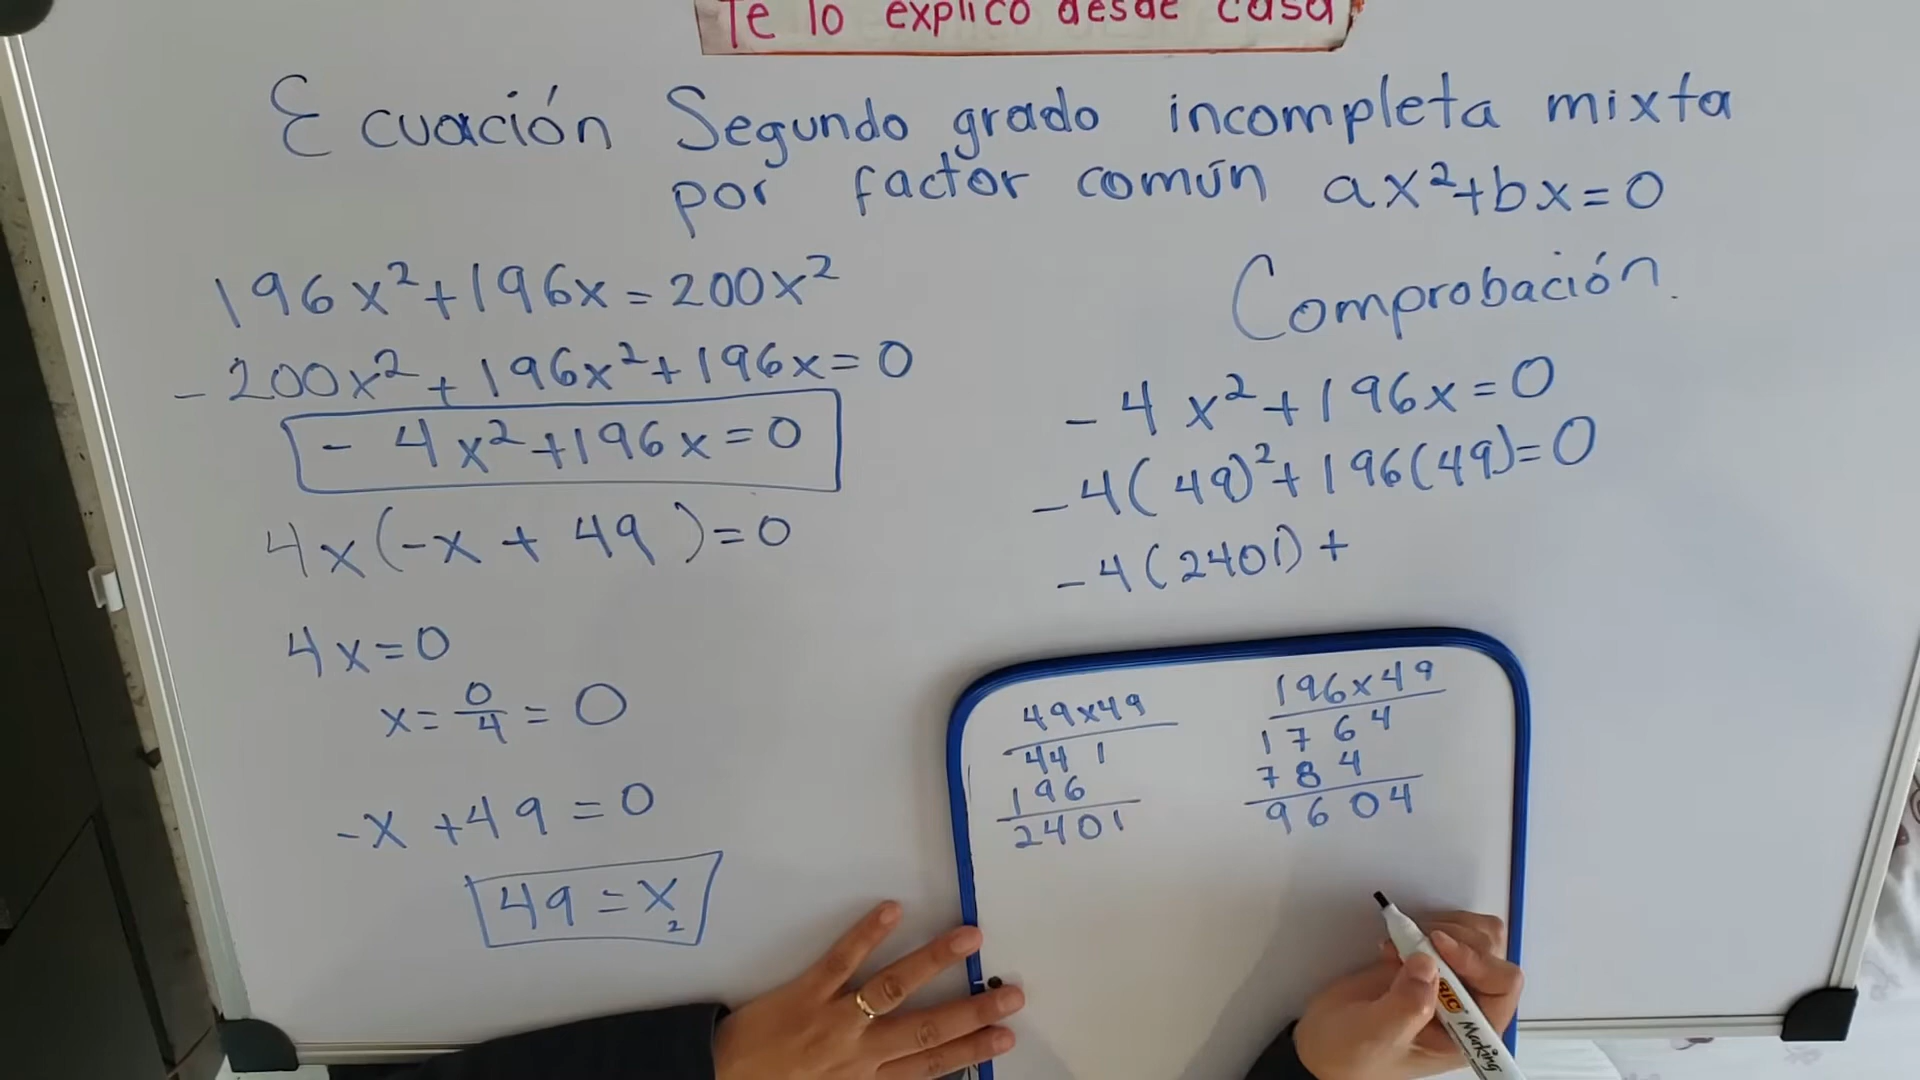 Te lo explico desde casa
Ecuación Segundo grado incompleta mixta
por factor común ax²+bx=0
196x²+196x=200x²
-200x²+196x²+196x=0
-4x²+196x=0
4x(-x+49)=0
4x=0
x=0/4=0
-x+49=0
49=x₂
Comprobación.
-4x²+196x=0
-4(49)²+196(49)=0
-4(2401)+
49x49
441
196
2401
196x49
1764
784
9604
BIC Marking